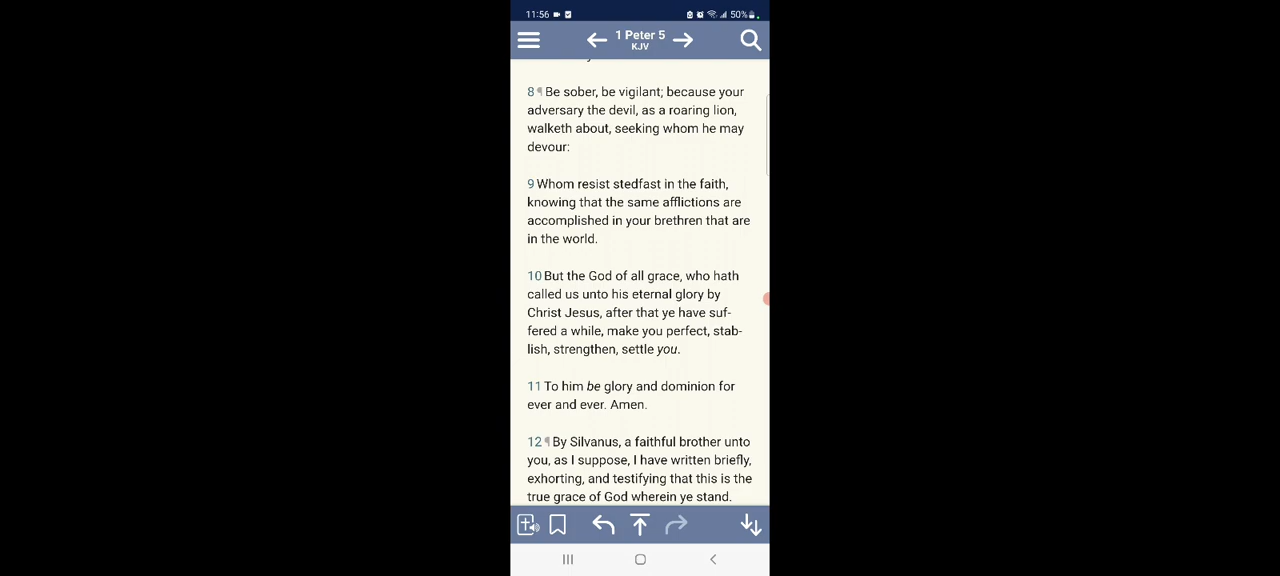 11:56 50%
1 Peter 5
KJV
8 ¶ Be sober, be vigilant; because your
adversary the devil, as a roaring lion,
walketh about, seeking whom he may
devour:
9 Whom resist stedfast in the faith,
knowing that the same afflictions are
accomplished in your brethren that are
in the world.
10 But the God of all grace, who hath
called us unto his eternal glory by
Christ Jesus, after that ye have suf-
fered a while, make you perfect, stab-
lish, strengthen, settle you.
11 To him be glory and dominion for
ever and ever. Amen.
12 ¶ By Silvanus, a faithful brother unto
you, as I suppose, I have written briefly,
exhorting, and testifying that this is the
true grace of God wherein ye stand.